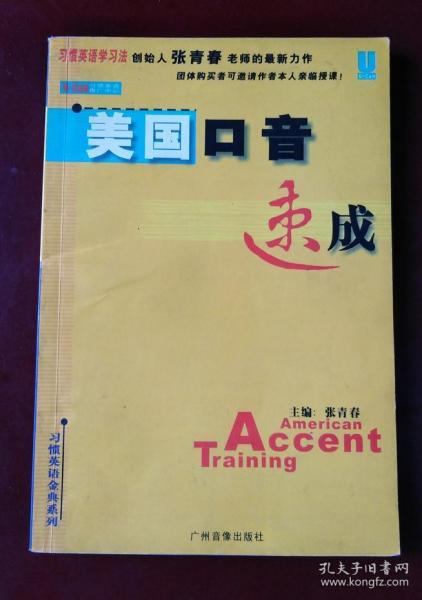 习惯英语学习法 创始人 张青春 老师的最新力作
团体购买者可邀请作者本人亲临授课!
U
U-Can
美国口音
速成
主编: 张青春
American
Accent
Training
习惯英语金典系列
广州音像出版社
孔夫子旧书网
www.kongfz.com